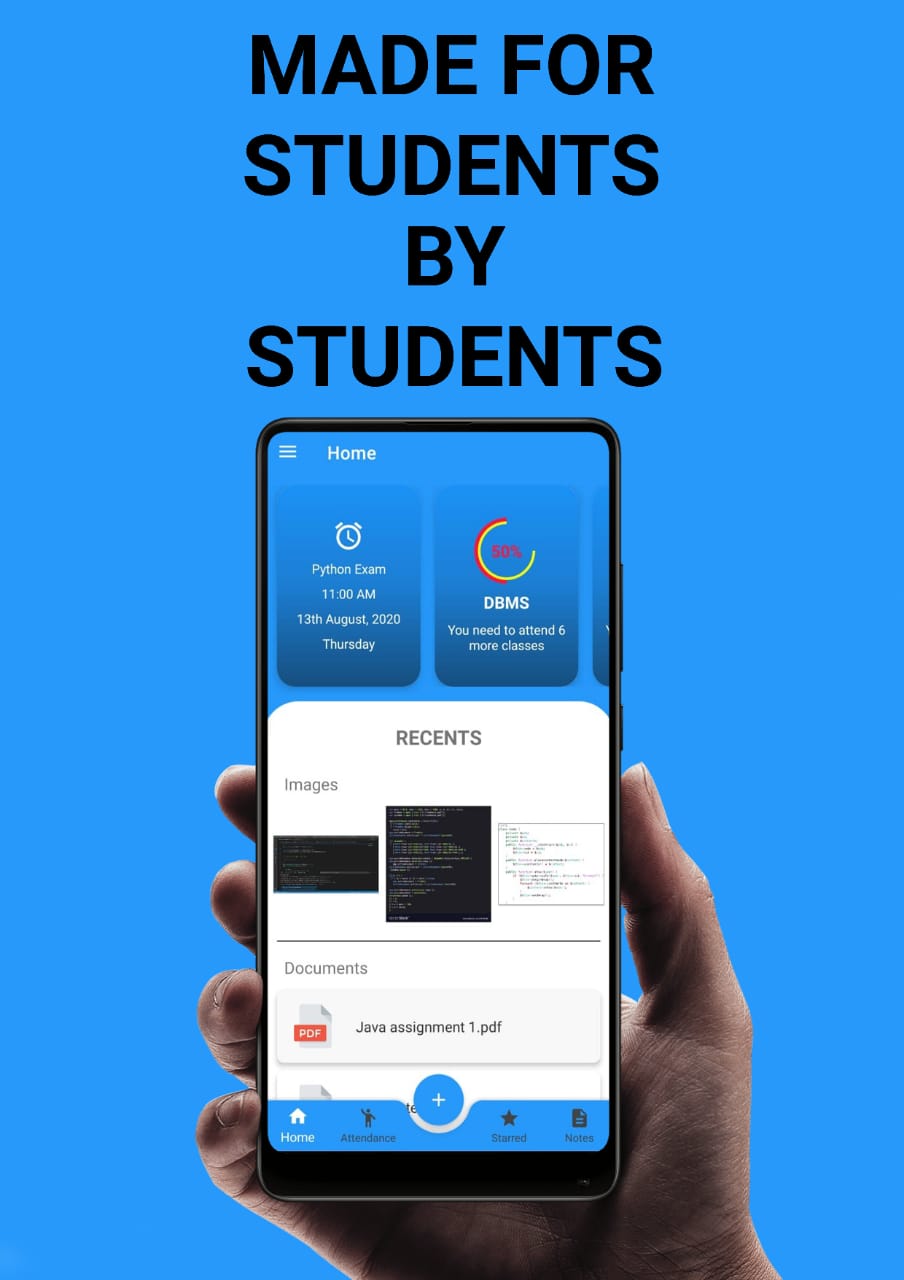 MADE FOR
STUDENTS
BY
STUDENTS
Home
Python Exam
11:00 AM
13th August, 2020
Thursday
50%
DBMS
You need to attend 6
more classes
RECENTS
Images
Documents
PDF
Java assignment 1.pdf
+
Home
Attendance
Starred
Notes